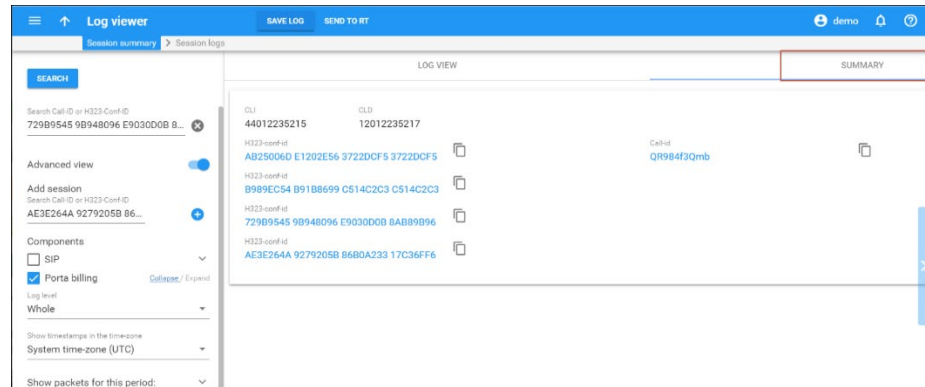 Log viewer
SAVE LOG
SEND TO RT
demo
Session summary > Session logs
SEARCH
Search Call-ID or H323-Conf-ID
729B9545 9B948096 E9030D0B 8...
Advanced view
Add session
Search Call-ID or H323-Conf-ID
AE3E264A 9279205B 86...
Components
SIP
Porta billing
Collapse / Expand
Log level
Whole
Show timestamps in the time-zone
System time-zone (UTC)
Show packets for this period:
LOG VIEW
SUMMARY
CLI
CLD
44012235215
12012235217
H323-conf-id
AB25006D E1202E56 3722DCF5 3722DCF5
Call-id
QR984f3Qmb
H323-conf-id
B989EC54 B91B8699 C514C2C3 C514C2C3
H323-conf-id
729B9545 9B948096 E9030D0B 8AB89B96
H323-conf-id
AE3E264A 9279205B 86B0A233 17C36FF6